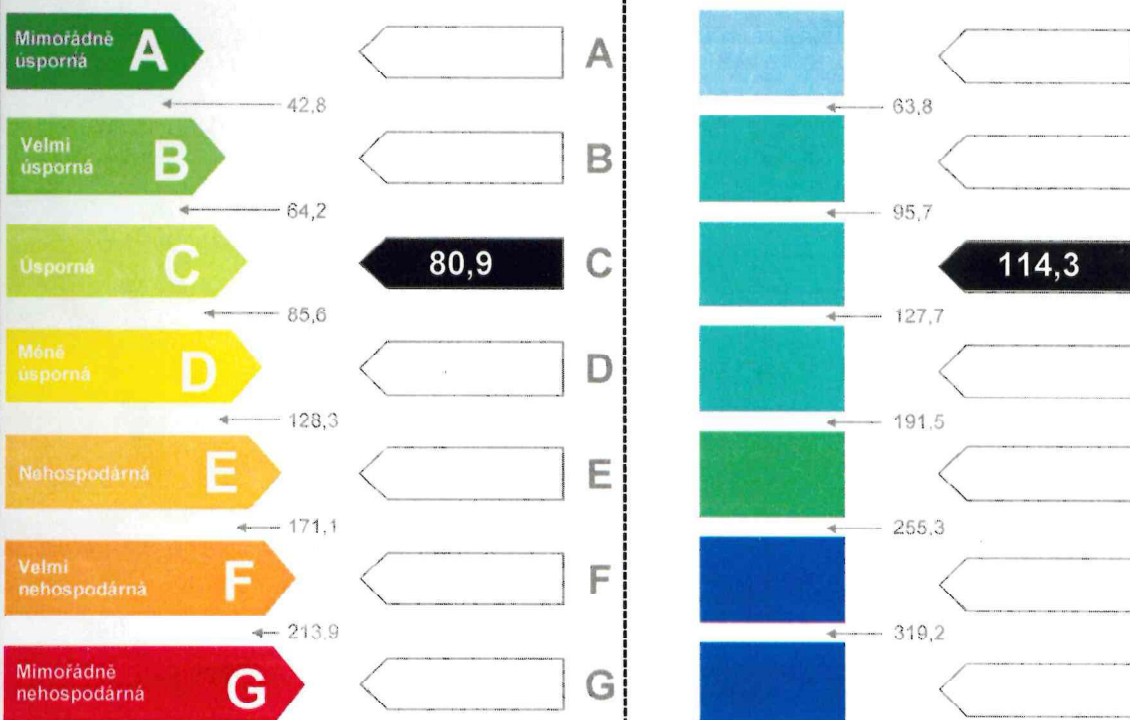 Mimořádně
úsporná
A
A
42,8
63,8
Velmi
úsporná
B
B
64,2
95,7
Úsporná
C
80,9
C
114,3
85,6
127,7
Méně
úsporná
D
D
128,3
191,5
Nehospodárná
E
E
171,1
255,3
Velmi
nehospodárná
F
F
213,9
319,2
Mimořádně
nehospodárná
G
G